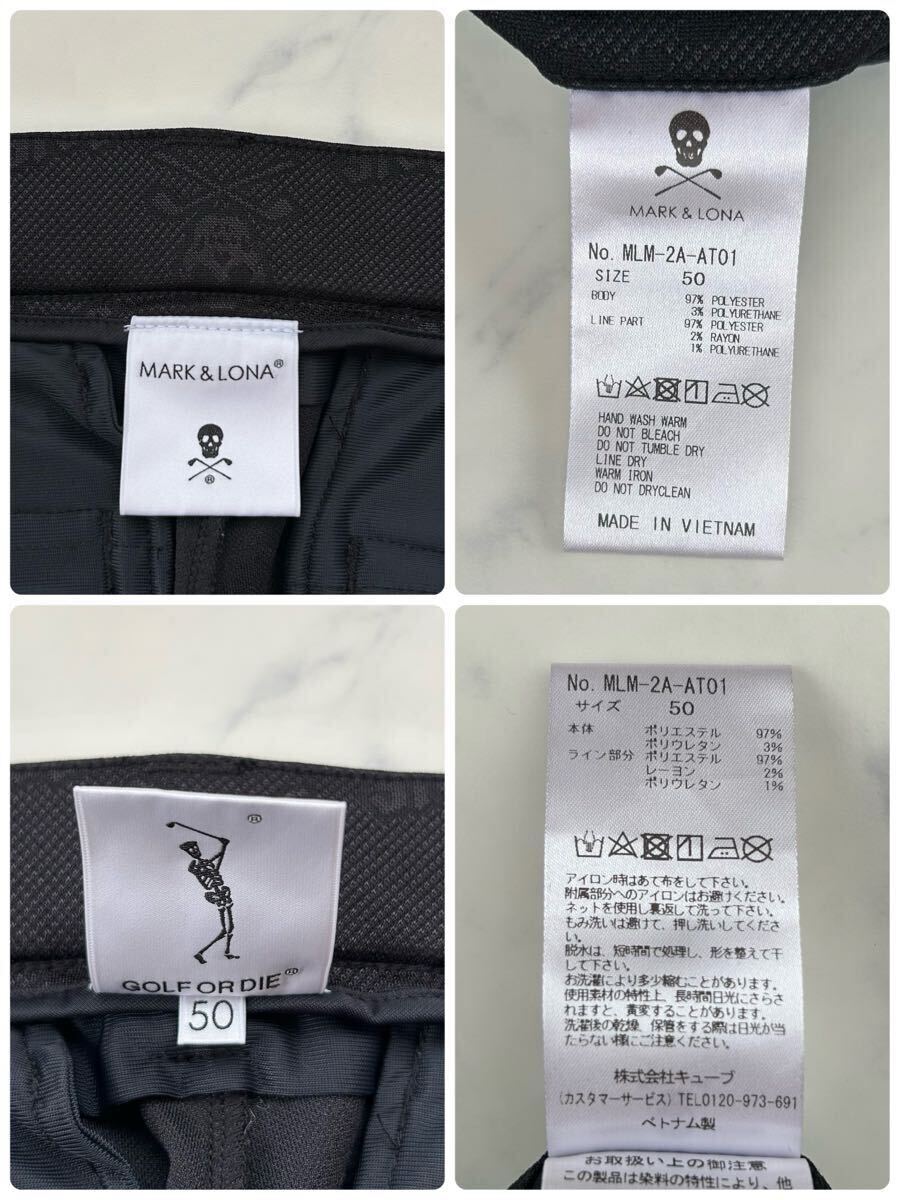 MARK & LONA®
®
MARK & LONA
No. MLM-2A-AT01
SIZE 50
BODY 97% POLYESTER
3% POLYURETHANE
LINE PART 97% POLYESTER
2% RAYON
1% POLYURETHANE
HAND WASH WARM
DO NOT BLEACH
DO NOT TUMBLE DRY
LINE DRY
WARM IRON
DO NOT DRYCLEAN
MADE IN VIETNAM
®
GOLF OR DIE®
50
No. MLM-2A-AT01
サイズ 50
本体 ポリエステル 97%
ポリウレタン 3%
ライン部分 ポリエステル 97%
レーヨン 2%
ポリウレタン 1%
アイロン時はあて布をして下さい。
附属部分へのアイロンはお避けください。
ネットを使用し裏返して洗って下さい。
もみ洗いは避けて、押し洗いしてくださ
い。
脱水は、短時間で処理し、形を整えて干
して下さい。
お洗濯により多少縮むことがあります。
使用素材の特性上、長時間日光にさらさ
れますと、黄変することがあります。
洗濯後の乾燥、保管をする際は日光が当
たらない様にご注意ください。
株式会社キューブ
(カスタマーサービス) TEL0120-973-691
ベトナム製
お取扱い上の御注意
この製品は染料の特性により、他